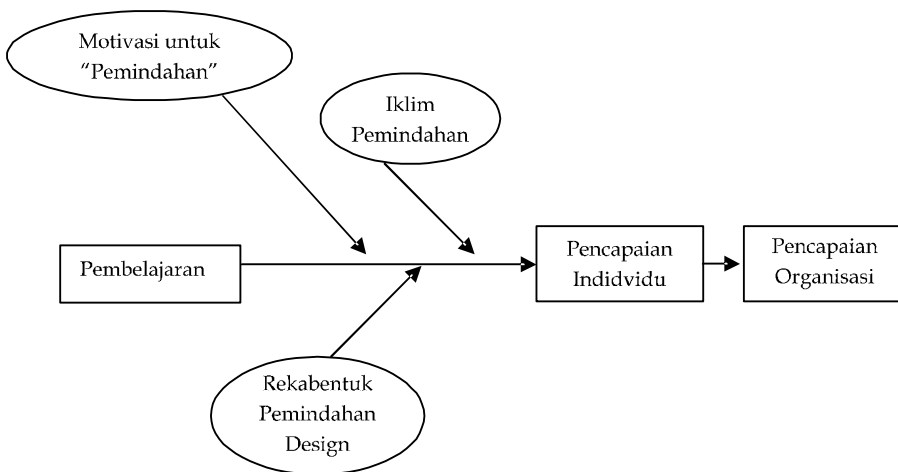 Motivasi untuk
“Pemindahan”
Iklim
Pemindahan
Pembelajaran
Pencapaian
Indidvidu
Pencapaian
Organisasi
Rekabentuk
Pemindahan
Design